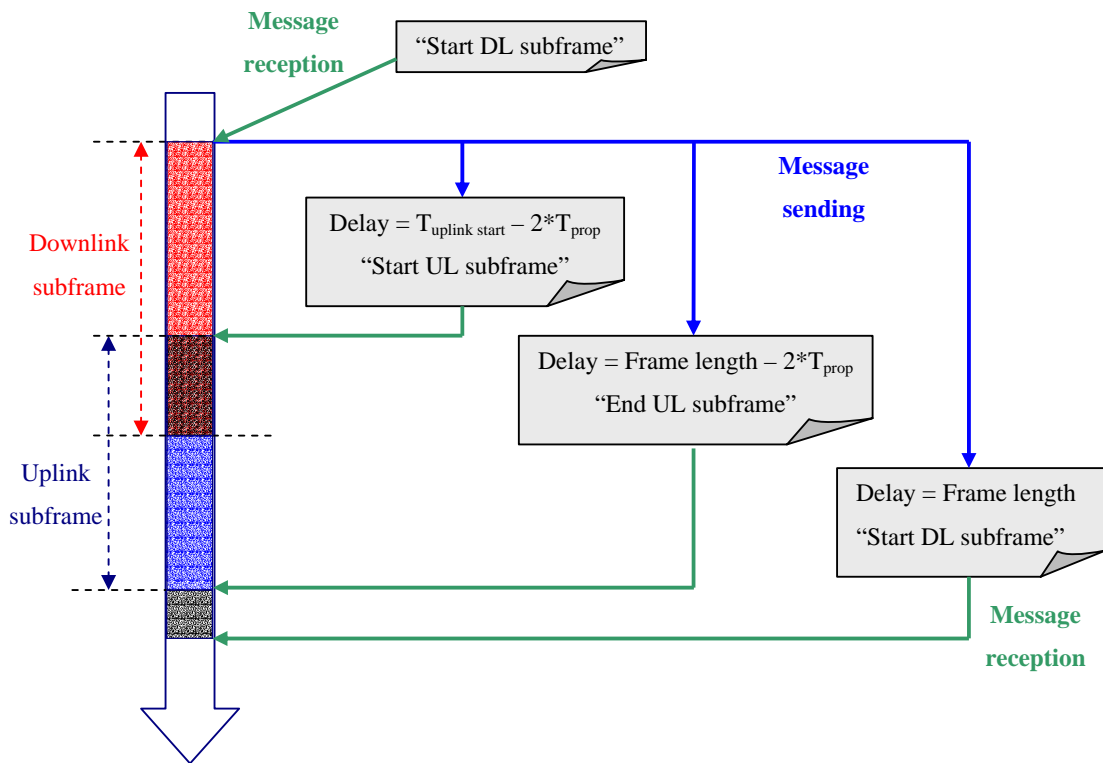 Message
reception
“Start DL subframe”
Message
sending
Delay = T_uplink start – 2*T_prop
“Start UL subframe”
Downlink
subframe
Delay = Frame length – 2*T_prop
“End UL subframe”
Uplink
subframe
Delay = Frame length
“Start DL subframe”
Message
reception